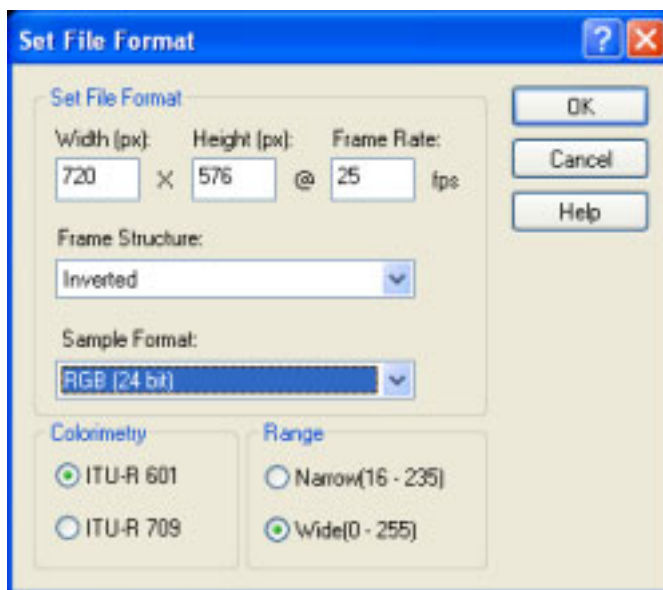 Set File Format
Set File Format
Width (px): Height (px): Frame Rate:
720 X 576 @ 25 fps
Frame Structure:
Inverted
Sample Format:
RGB (24 bit)
OK
Cancel
Help
Colorimetry
ITU-R 601
ITU-R 709
Range
Narrow(16 - 235)
Wide(0 - 255)